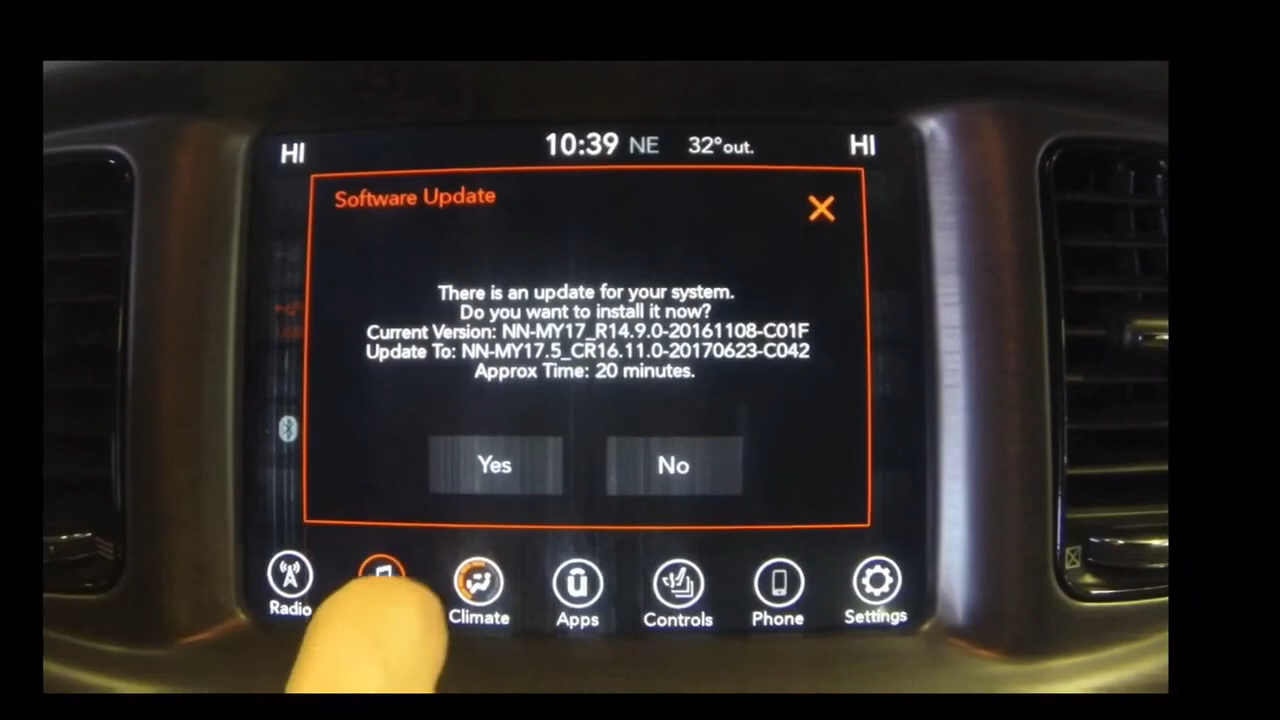 HI 10:39 NE 32° out. HI
Software Update
There is an update for your system.
Do you want to install it now?
Current Version: NN-MY17_R14.9.0-20161108-C01F
Update To: NN-MY17.5_CR16.11.0-20170623-C042
Approx Time: 20 minutes.
Yes No
Radio Climate Apps Controls Phone Settings